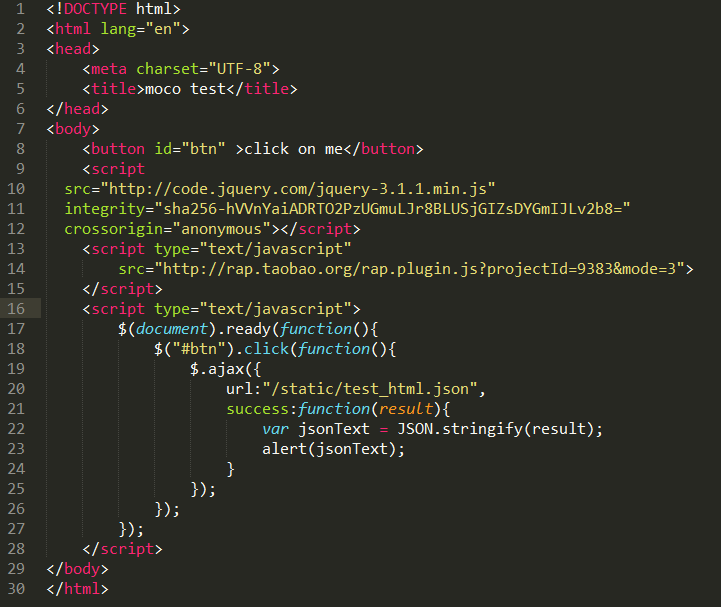 1 <!DOCTYPE html>
2 <html lang="en">
3 <head>
4     <meta charset="UTF-8">
5     <title>moco test</title>
6 </head>
7 <body>
8     <button id="btn" >click on me</button>
9     <script
10   src="http://code.jquery.com/jquery-3.1.1.min.js"
11   integrity="sha256-hVVnYaiADRTO2PzUGmuLJr8BLUSjGIZsDYGmIJLv2b8="
12   crossorigin="anonymous"></script>
13     <script type="text/javascript"
14         src="http://rap.taobao.org/rap.plugin.js?projectId=9383&mode=3">
15     </script>
16     <script type="text/javascript">
17         $(document).ready(function(){
18             $("#btn").click(function(){
19                 $.ajax({
20                     url:"/static/test_html.json",
21                     success:function(result){
22                         var jsonText = JSON.stringify(result);
23                         alert(jsonText);
24                     }
25                 });
26             });
27         });
28     </script>
29 </body>
30 </html>